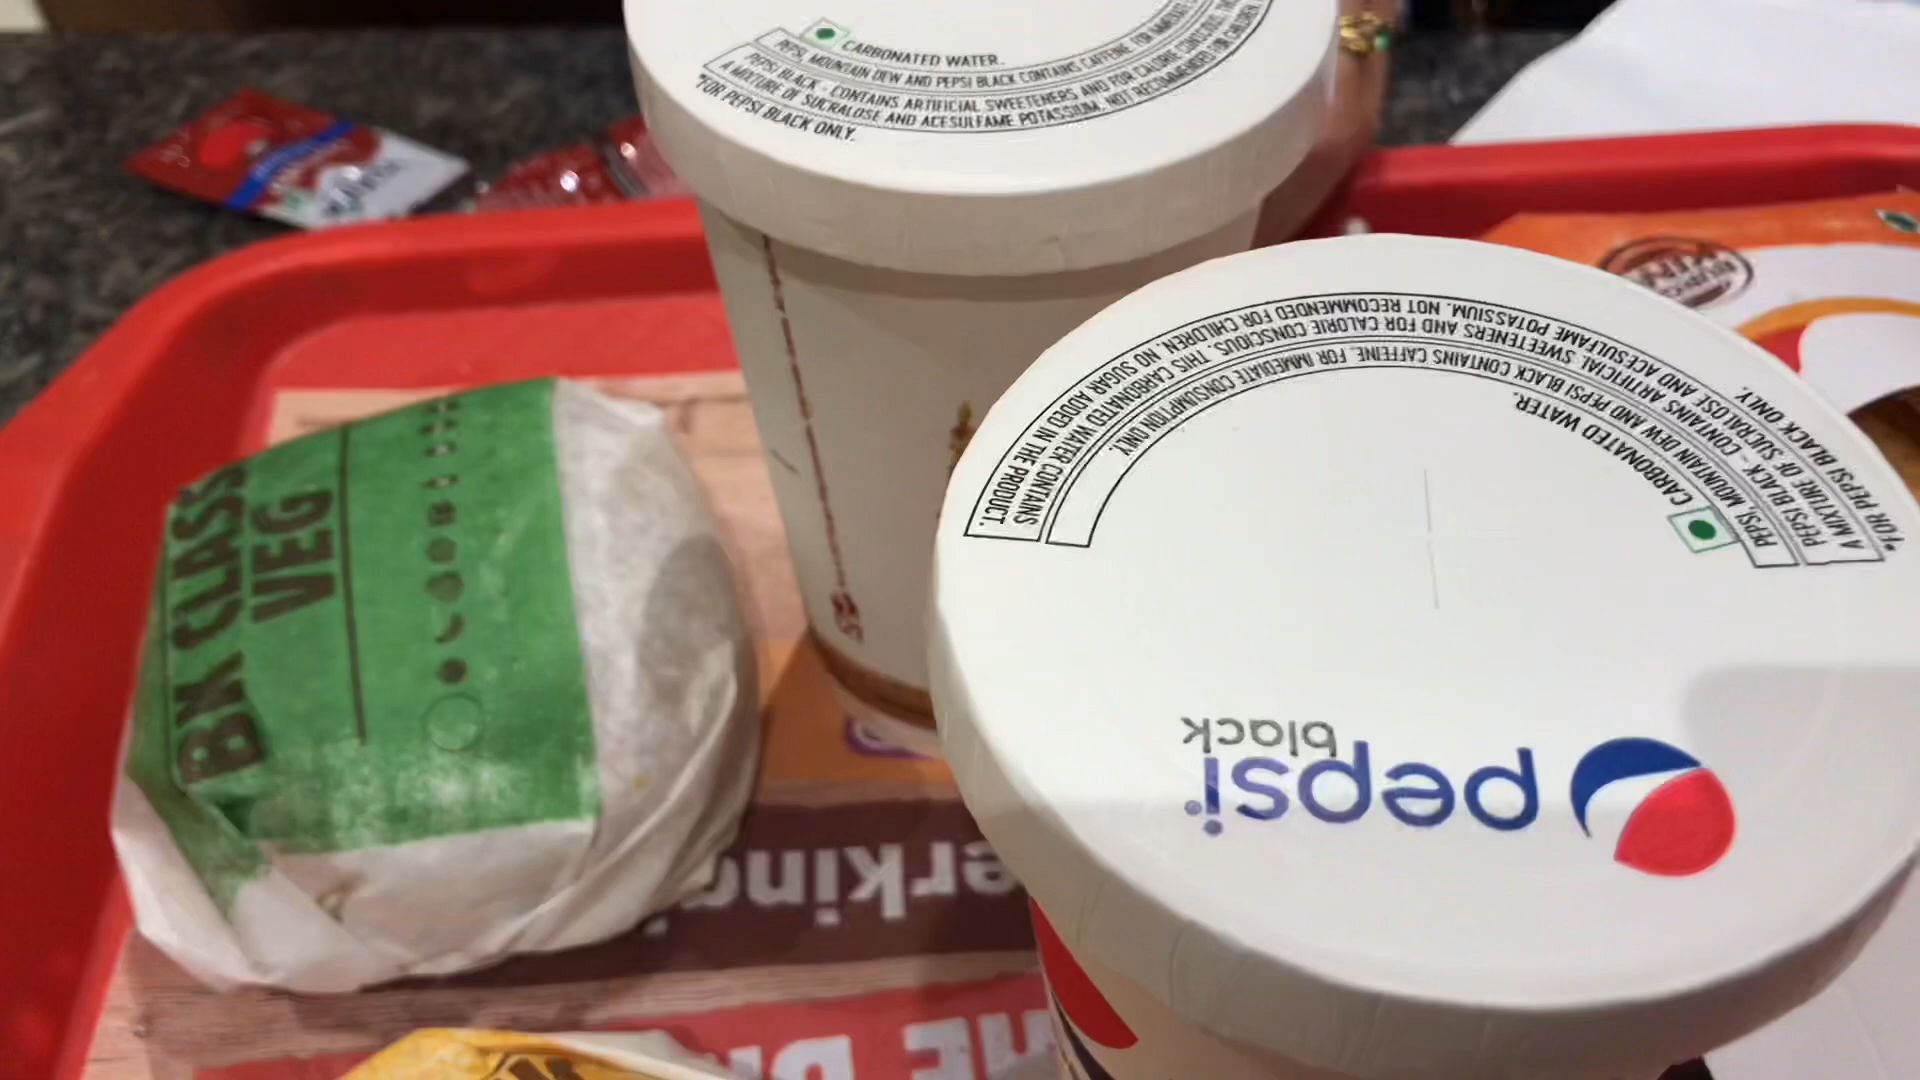 CARBONATED WATER.
PEPSI, MOUNTAIN DEW AND PEPSI BLACK CONTAINS CAFFEINE. FOR IMMEDIATE
PEPSI BLACK - CONTAINS ARTIFICIAL SWEETENERS AND FOR CALORIE CONSCIOUS.
A MIXTURE OF SUCRALOSE AND ACESULFAME POTASSIUM. NOT RECOMMENDED FOR CHILDREN.
*FOR PEPSI BLACK ONLY.
BK CLASS
VEG
CARBONATED WATER.
PEPSI, MOUNTAIN DEW AND PEPSI BLACK CONTAINS CAFFEINE. FOR IMMEDIATE CONSUMPTION ONLY.
PEPSI BLACK - CONTAINS ARTIFICIAL SWEETENERS AND FOR CALORIE CONSCIOUS. THIS CARBONATED WATER CONTAINS
A MIXTURE OF SUCRALOSE AND ACESULFAME POTASSIUM. NOT RECOMMENDED FOR CHILDREN. NO SUGAR ADDED IN THE PRODUCT.
*FOR PEPSI BLACK ONLY.
pepsi®
black
erking